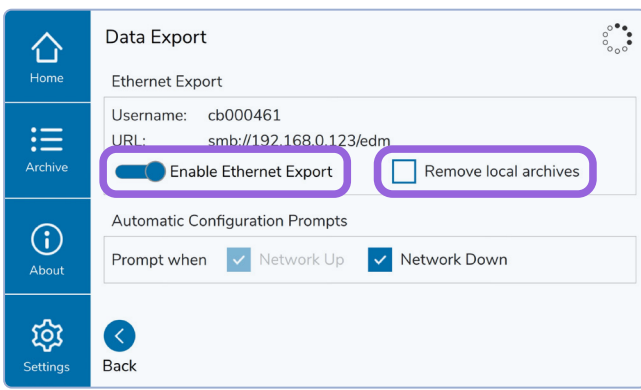 Home
Archive
About
Settings
Data Export
Ethernet Export
Username: cb000461
URL: smb://192.168.0.123/edm
Enable Ethernet Export Remove local archives
Automatic Configuration Prompts
Prompt when Network Up Network Down
Back